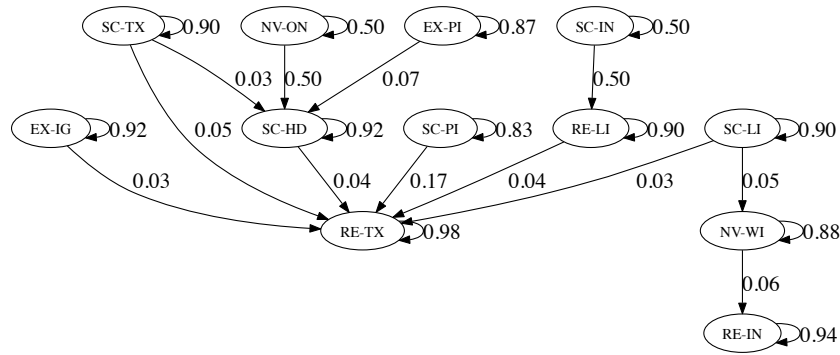 SC-TX 0.90 NV-ON 0.50 EX-PI 0.87 SC-IN 0.50
0.03 0.50 0.07 0.50
EX-IG 0.92 SC-HD 0.92 SC-PI 0.83 RE-LI 0.90 SC-LI 0.90
0.05
0.03 0.04 0.17 0.04 0.03 0.05
RE-TX 0.98 NV-WI 0.88
0.06
RE-IN 0.94